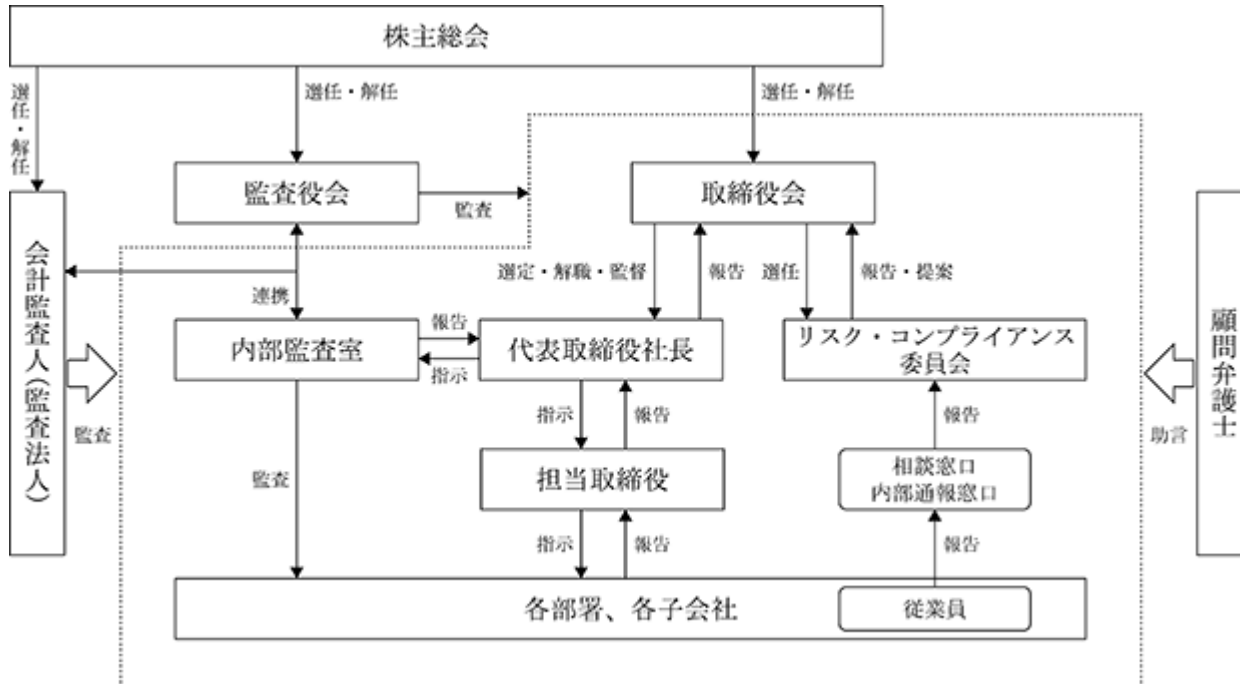 株主総会
選任・解任
選任・解任
選任・解任
監査役会
監査
取締役会
会計監査人(監査法人)
監査
連携
選定・解職・監督
報告
選任
報告・提案
内部監査室
報告
指示
代表取締役社長
リスク・コンプライアンス
委員会
顧問弁護士
助言
指示
報告
報告
監査
担当取締役
相談窓口
内部通報窓口
指示
報告
報告
各部署、各子会社
従業員